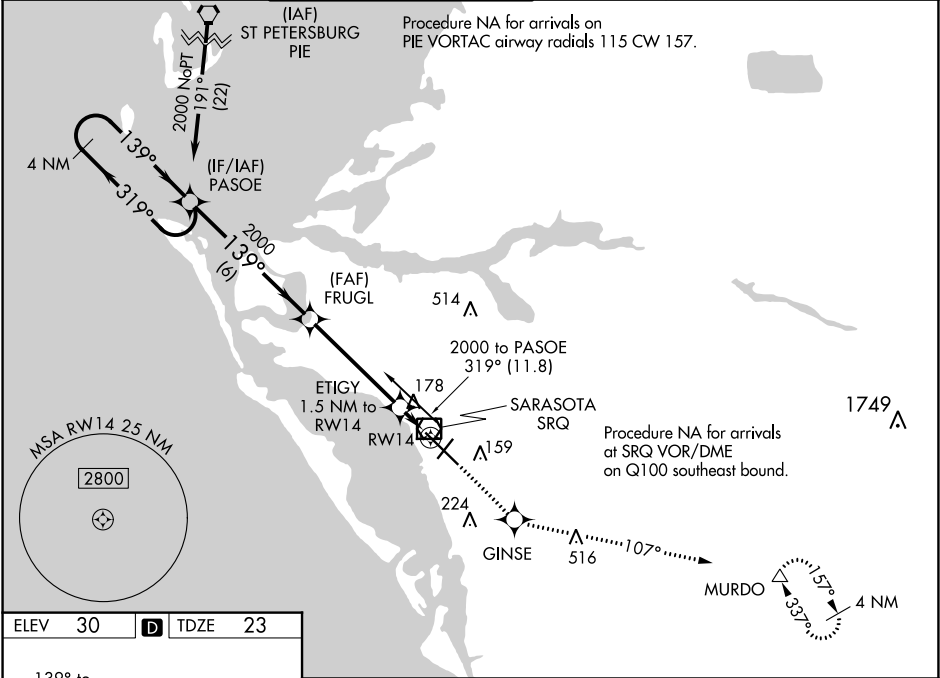 (IAF)
ST PETERSBURG
PIE
Procedure NA for arrivals on
PIE VORTAC airway radials 115 CW 157.
2000 NoPT
191°
(22)
139°
4 NM
319°
(IF/IAF)
PASOE
2000
139°
(6)
(FAF)
FRUGL
514
2000 to PASOE
319° (11.8)
178
ETIGY
1.5 NM to
RW14
RW14
SARASOTA
SRQ
1749
159
Procedure NA for arrivals
at SRQ VOR/DME
on Q100 southeast bound.
MSA RW14 25 NM
2800
224
GINSE
516
107°
MURDO
157°
337°
4 NM
ELEV 30 D TDZE 23
139° to